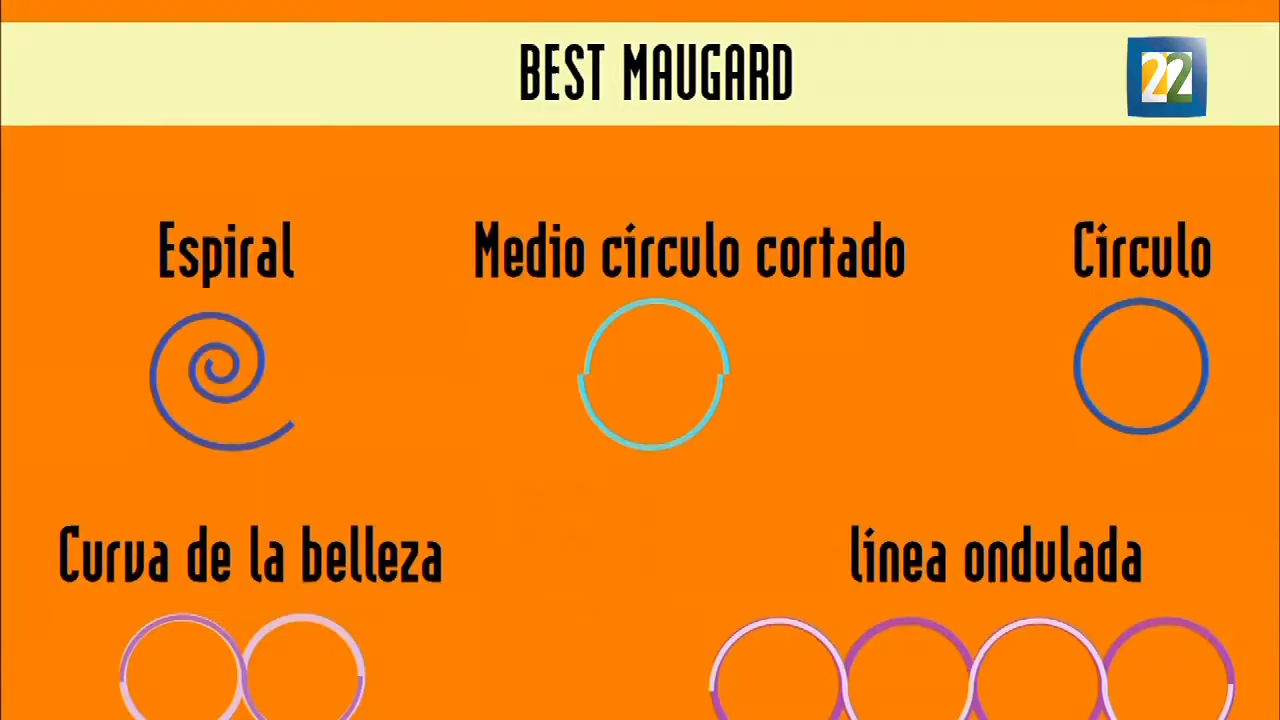 BEST MAUGARD
22
Espiral
Medio círculo cortado
Círculo
Curva de la belleza
línea ondulada